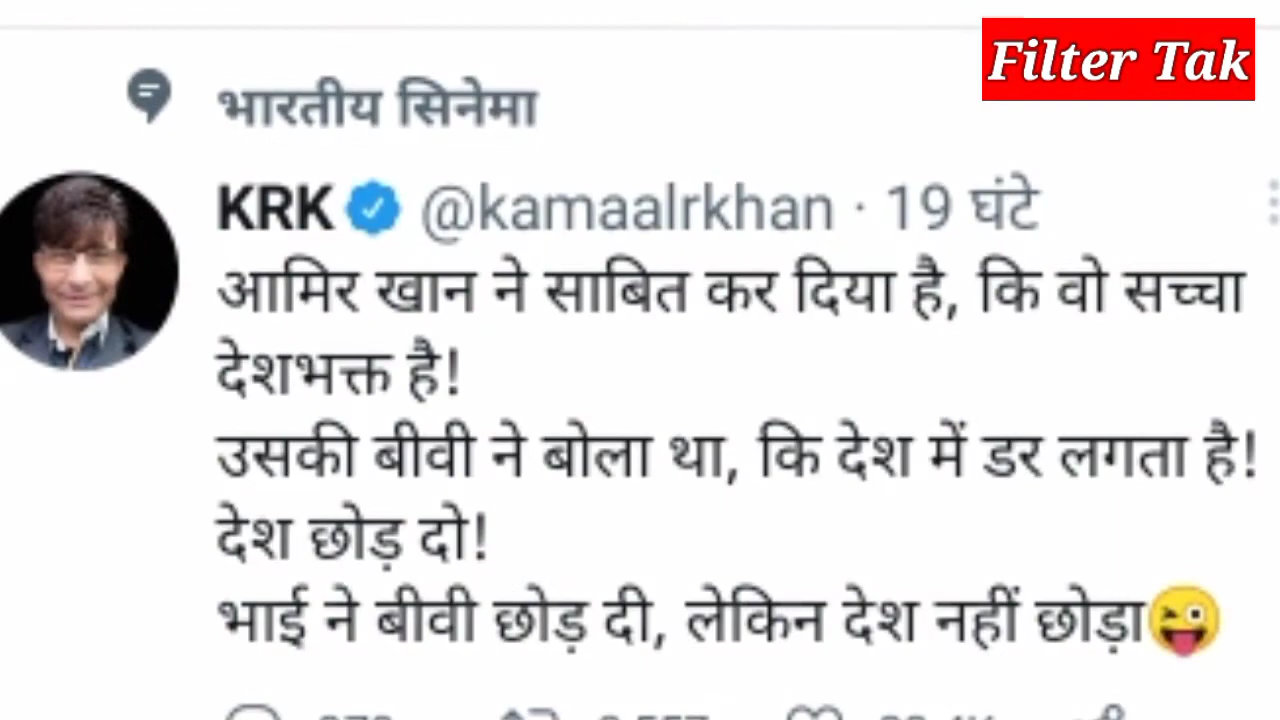 Filter Tak
भारतीय सिनेमा
KRK @kamaalrkhan · 19 घंटे
आमिर खान ने साबित कर दिया है, कि वो सच्चा
देशभक्त है!
उसकी बीवी ने बोला था, कि देश में डर लगता है!
देश छोड़ दो!
भाई ने बीवी छोड़ दी, लेकिन देश नहीं छोड़ा😜